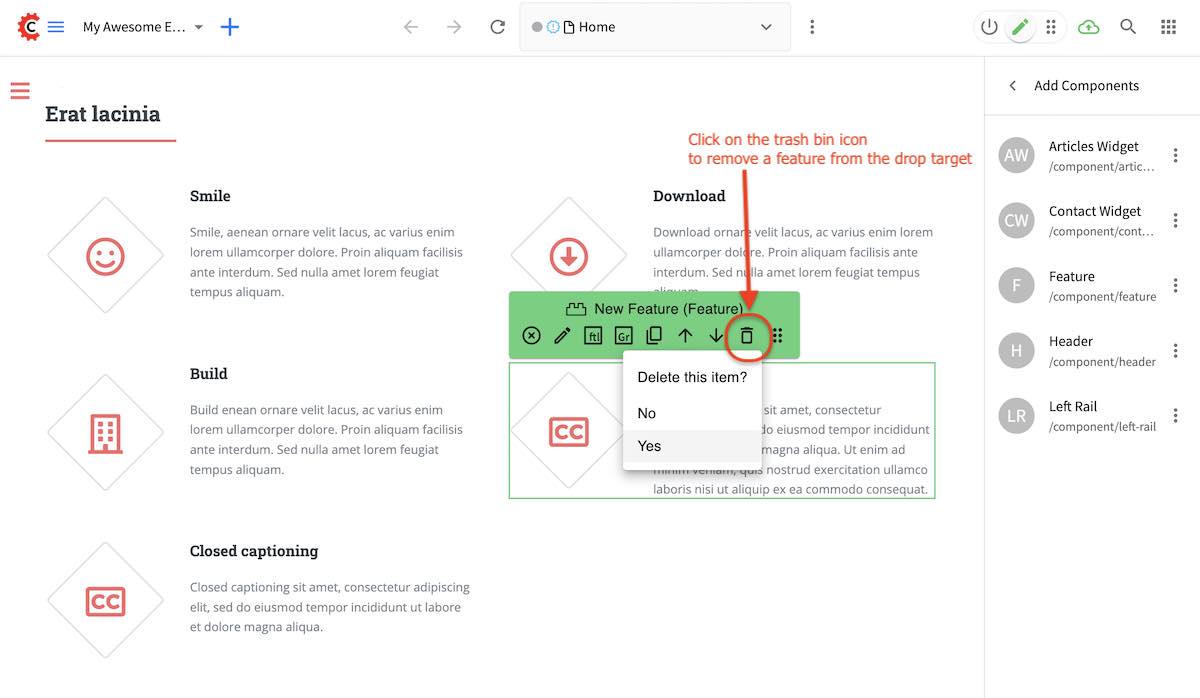 My Awesome E...
Home
Add Components
Erat lacinia
Click on the trash bin icon
to remove a feature from the drop target
Smile
Smile, aenean ornare velit lacus, ac varius enim
lorem ullamcorper dolore. Proin aliquam facilisis
ante interdum. Sed nulla amet lorem feugiat
tempus aliquam.
Download
Download ornare velit lacus, ac varius enim
lorem ullamcorper dolore. Proin aliquam facilisis
ante interdum. Sed nulla amet lorem feugiat tempus
aliquam.
New Feature (Feature)
ftl
Gr
Delete this item?
No
Yes
Build
Build enean ornare velit lacus, ac varius enim
lorem ullamcorper dolore. Proin aliquam facilisis
ante interdum. Sed nulla amet lorem feugiat
tempus aliquam.
CC
sit amet, consectetur
do eiusmod tempor incididunt
magna aliqua. Ut enim ad
minim veniam, quis nostrud exercitation ullamco
laboris nisi ut aliquip ex ea commodo consequat.
CC
Closed captioning
Closed captioning sit amet, consectetur adipiscing
elit, sed do eiusmod tempor incididunt ut labore
et dolore magna aliqua.
AW
Articles Widget
/component/artic...
CW
Contact Widget
/component/cont...
F
Feature
/component/feature
H
Header
/component/header
LR
Left Rail
/component/left-rail